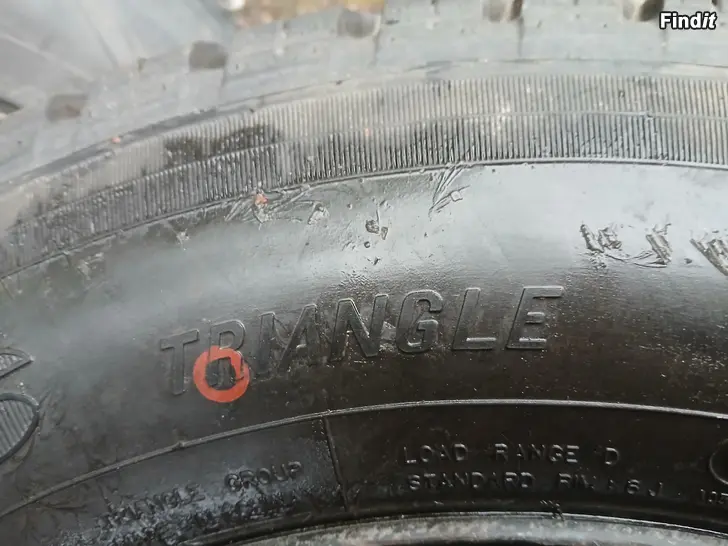 Findit
TRIANGLE
LOAD RANGE D
STANDARD RIM : 6 J
TRIANGLE GROUP